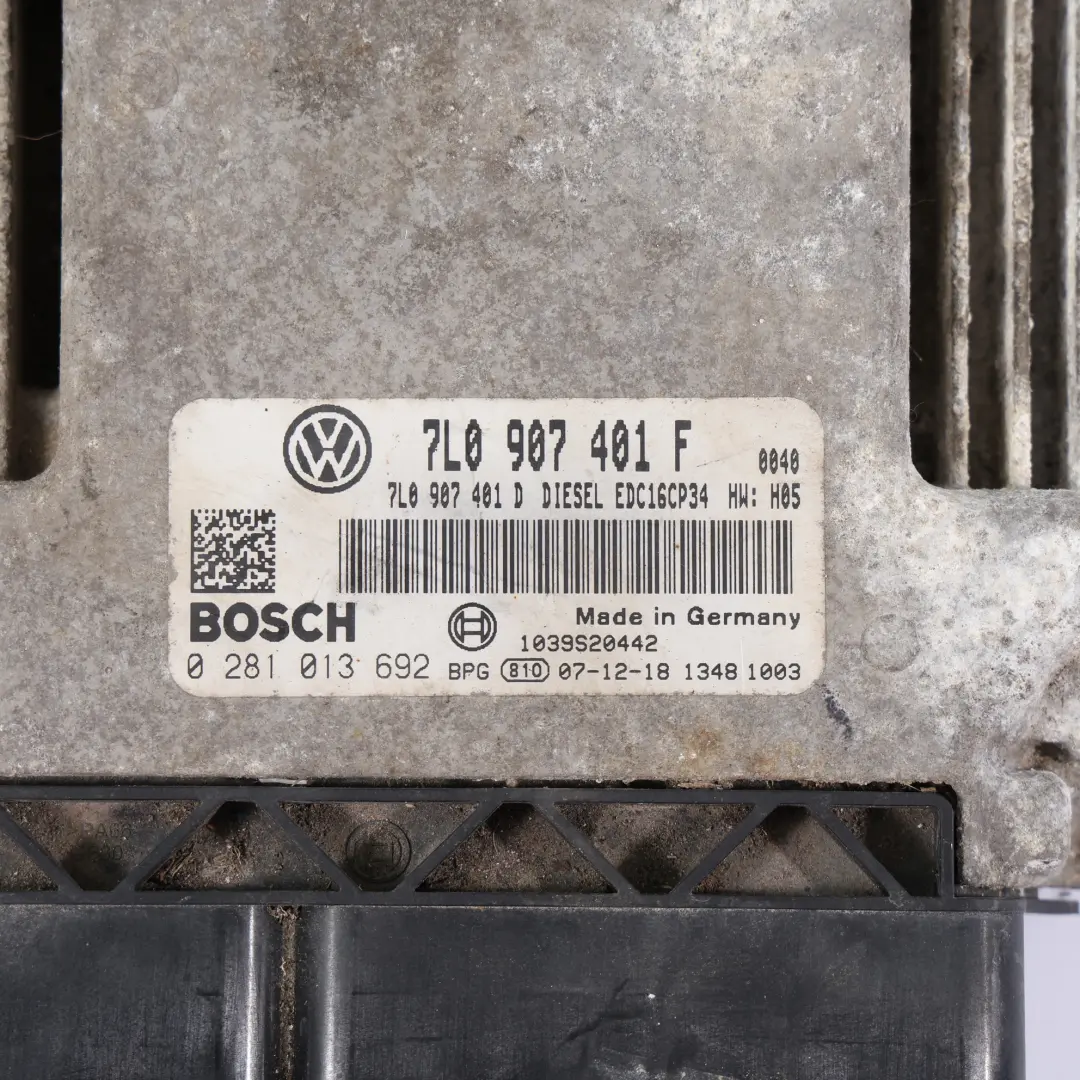 7L0 907 401 F 0040
7L0 907 401 D DIESEL EDC16CP34 HW: H05
BOSCH
Made in Germany
1039S20442
0 281 013 692 BPG 810 07-12-18 1348 1003